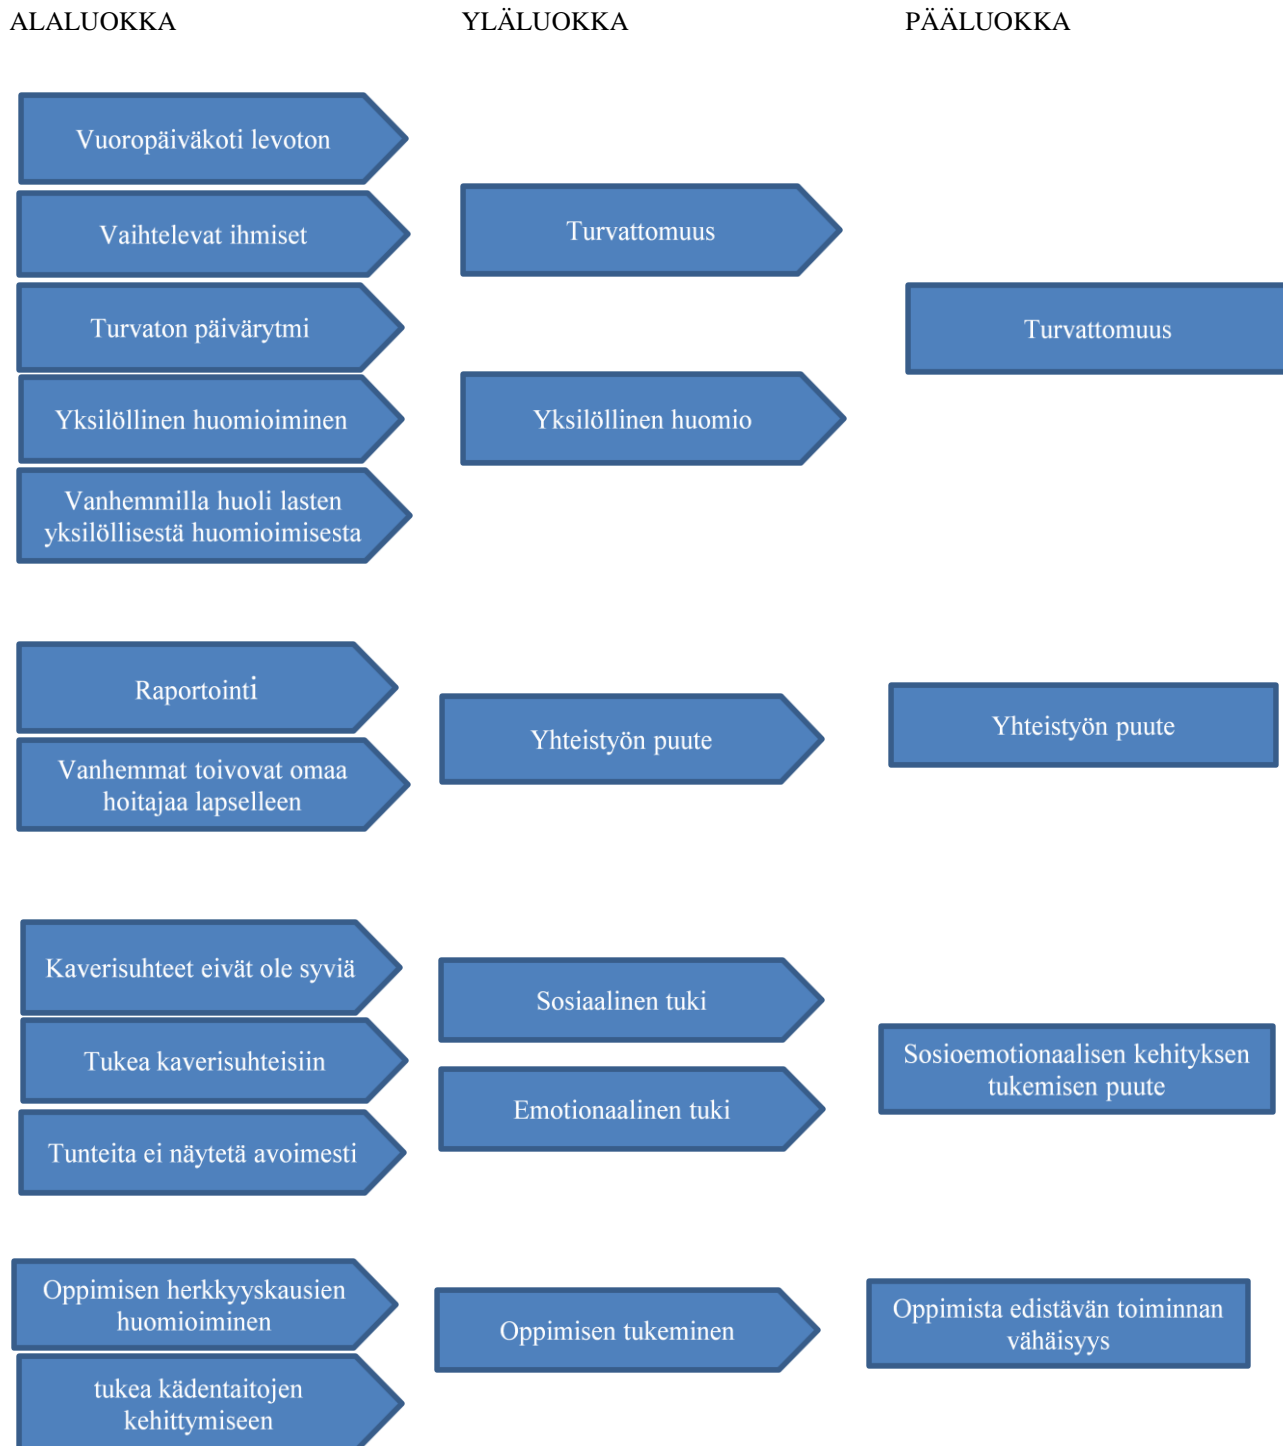 ALALUOKKA YLÄLUOKKA PÄÄLUOKKA
Vuoropäiväkoti levoton
Vaihtelevat ihmiset
Turvaton päivärytmi
Yksilöllinen huomioiminen
Vanhemmilla huoli lasten
yksilöllisestä huomioimisesta
Turvattomuus
Yksilöllinen huomio
Turvattomuus
Raportointi
Vanhemmat toivovat omaa
hoitajaa lapselleen
Yhteistyön puute
Yhteistyön puute
Kaverisuhteet eivät ole syviä
Tukea kaverisuhteisiin
Tunteita ei näytetä avoimesti
Sosiaalinen tuki
Emotionaalinen tuki
Sosioemotionaalisen kehityksen
tukemisen puute
Oppimisen herkkyyskausien
huomioiminen
tukea kädentaitojen
kehittymiseen
Oppimisen tukeminen
Oppimista edistävän toiminnan
vähäisyys